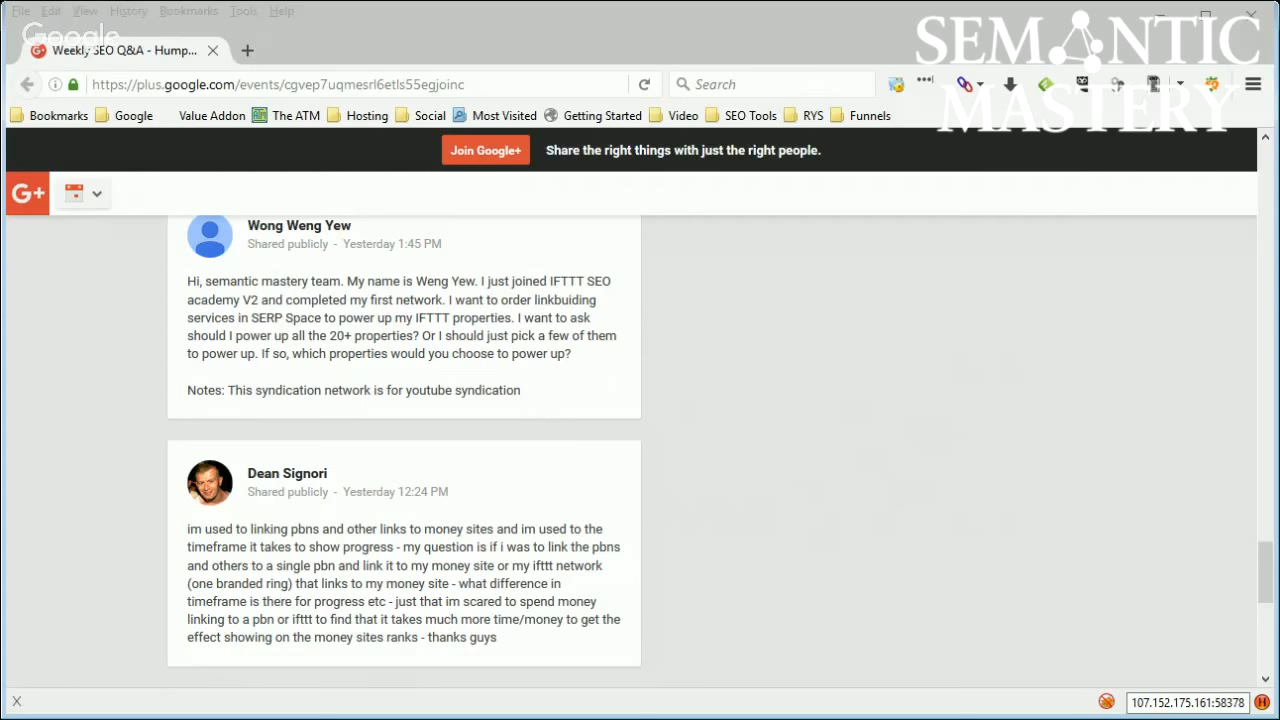 File Edit View History Bookmarks Tools Help
Google
SEMANTIC
MASTERY
Weekly SEO Q&A - Hump...
https://plus.google.com/events/cgvep7uqmesrl6etls55egjoinc
Search
Bookmarks Google Value Addon The ATM Hosting Social Most Visited Getting Started Video SEO Tools RYS Funnels
Join Google+ Share the right things with just the right people.
G+
Wong Weng Yew
Shared publicly - Yesterday 1:45 PM
Hi, semantic mastery team. My name is Weng Yew. I just joined IFTTT SEO
academy V2 and completed my first network. I want to order linkbuiding
services in SERP Space to power up my IFTTT properties. I want to ask
should I power up all the 20+ properties? Or I should just pick a few of them
to power up. If so, which properties would you choose to power up?
Notes: This syndication network is for youtube syndication
Dean Signori
Shared publicly - Yesterday 12:24 PM
im used to linking pbns and other links to money sites and im used to the
timeframe it takes to show progress - my question is if i was to link the pbns
and others to a single pbn and link it to my money site or my ifttt network
(one branded ring) that links to my money site - what difference in
timeframe is there for progress etc - just that im scared to spend money
linking to a pbn or ifttt to find that it takes much more time/money to get the
effect showing on the money sites ranks - thanks guys
107.152.175.161:58378